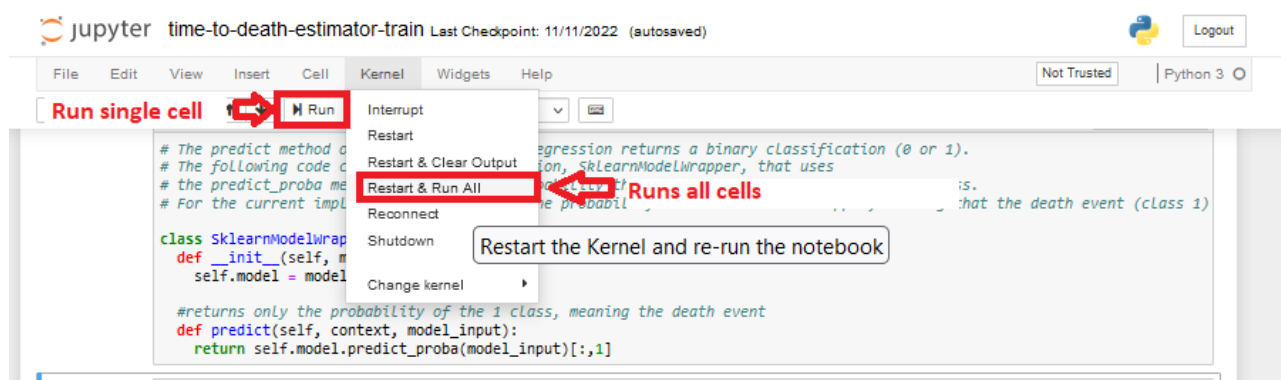 jupyter time-to-death-estimator-train Last Checkpoint: 11/11/2022 (autosaved) Logout
File Edit View Insert Cell Kernel Widgets Help Not Trusted Python 3
Run single cell Run
Interrupt
Restart
Restart & Clear Output
Restart & Run All
Runs all cells
Reconnect
Shutdown
Restart the Kernel and re-run the notebook
Change kernel
# The predict method egression returns a binary classification (0 or 1).
# The following code ion, SklearnModelWrapper, that uses
# the predict_proba
# For the current impl e probabil that the death event (class 1)
class SklearnModelWrap
def __init__(self,
self.model = model
#returns only the probability of the 1 class, meaning the death event
def predict(self, context, model_input):
return self.model.predict_proba(model_input)[:,1]